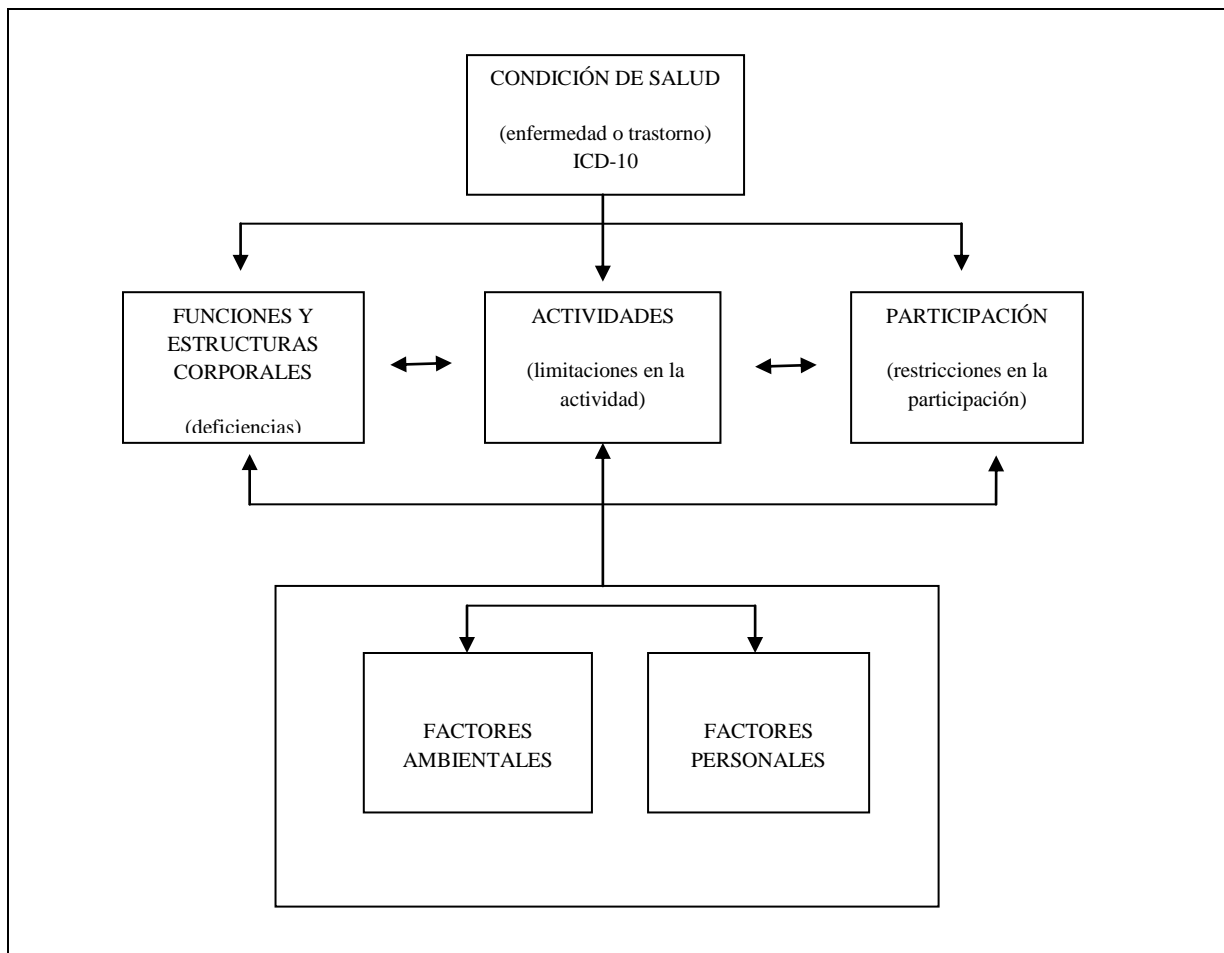 CONDICIÓN DE SALUD
(enfermedad o trastorno)
ICD-10
FUNCIONES Y
ESTRUCTURAS
CORPORALES
(deficiencias)
ACTIVIDADES
(limitaciones en la
actividad)
PARTICIPACIÓN
(restricciones en la
participación)
FACTORES
AMBIENTALES
FACTORES
PERSONALES